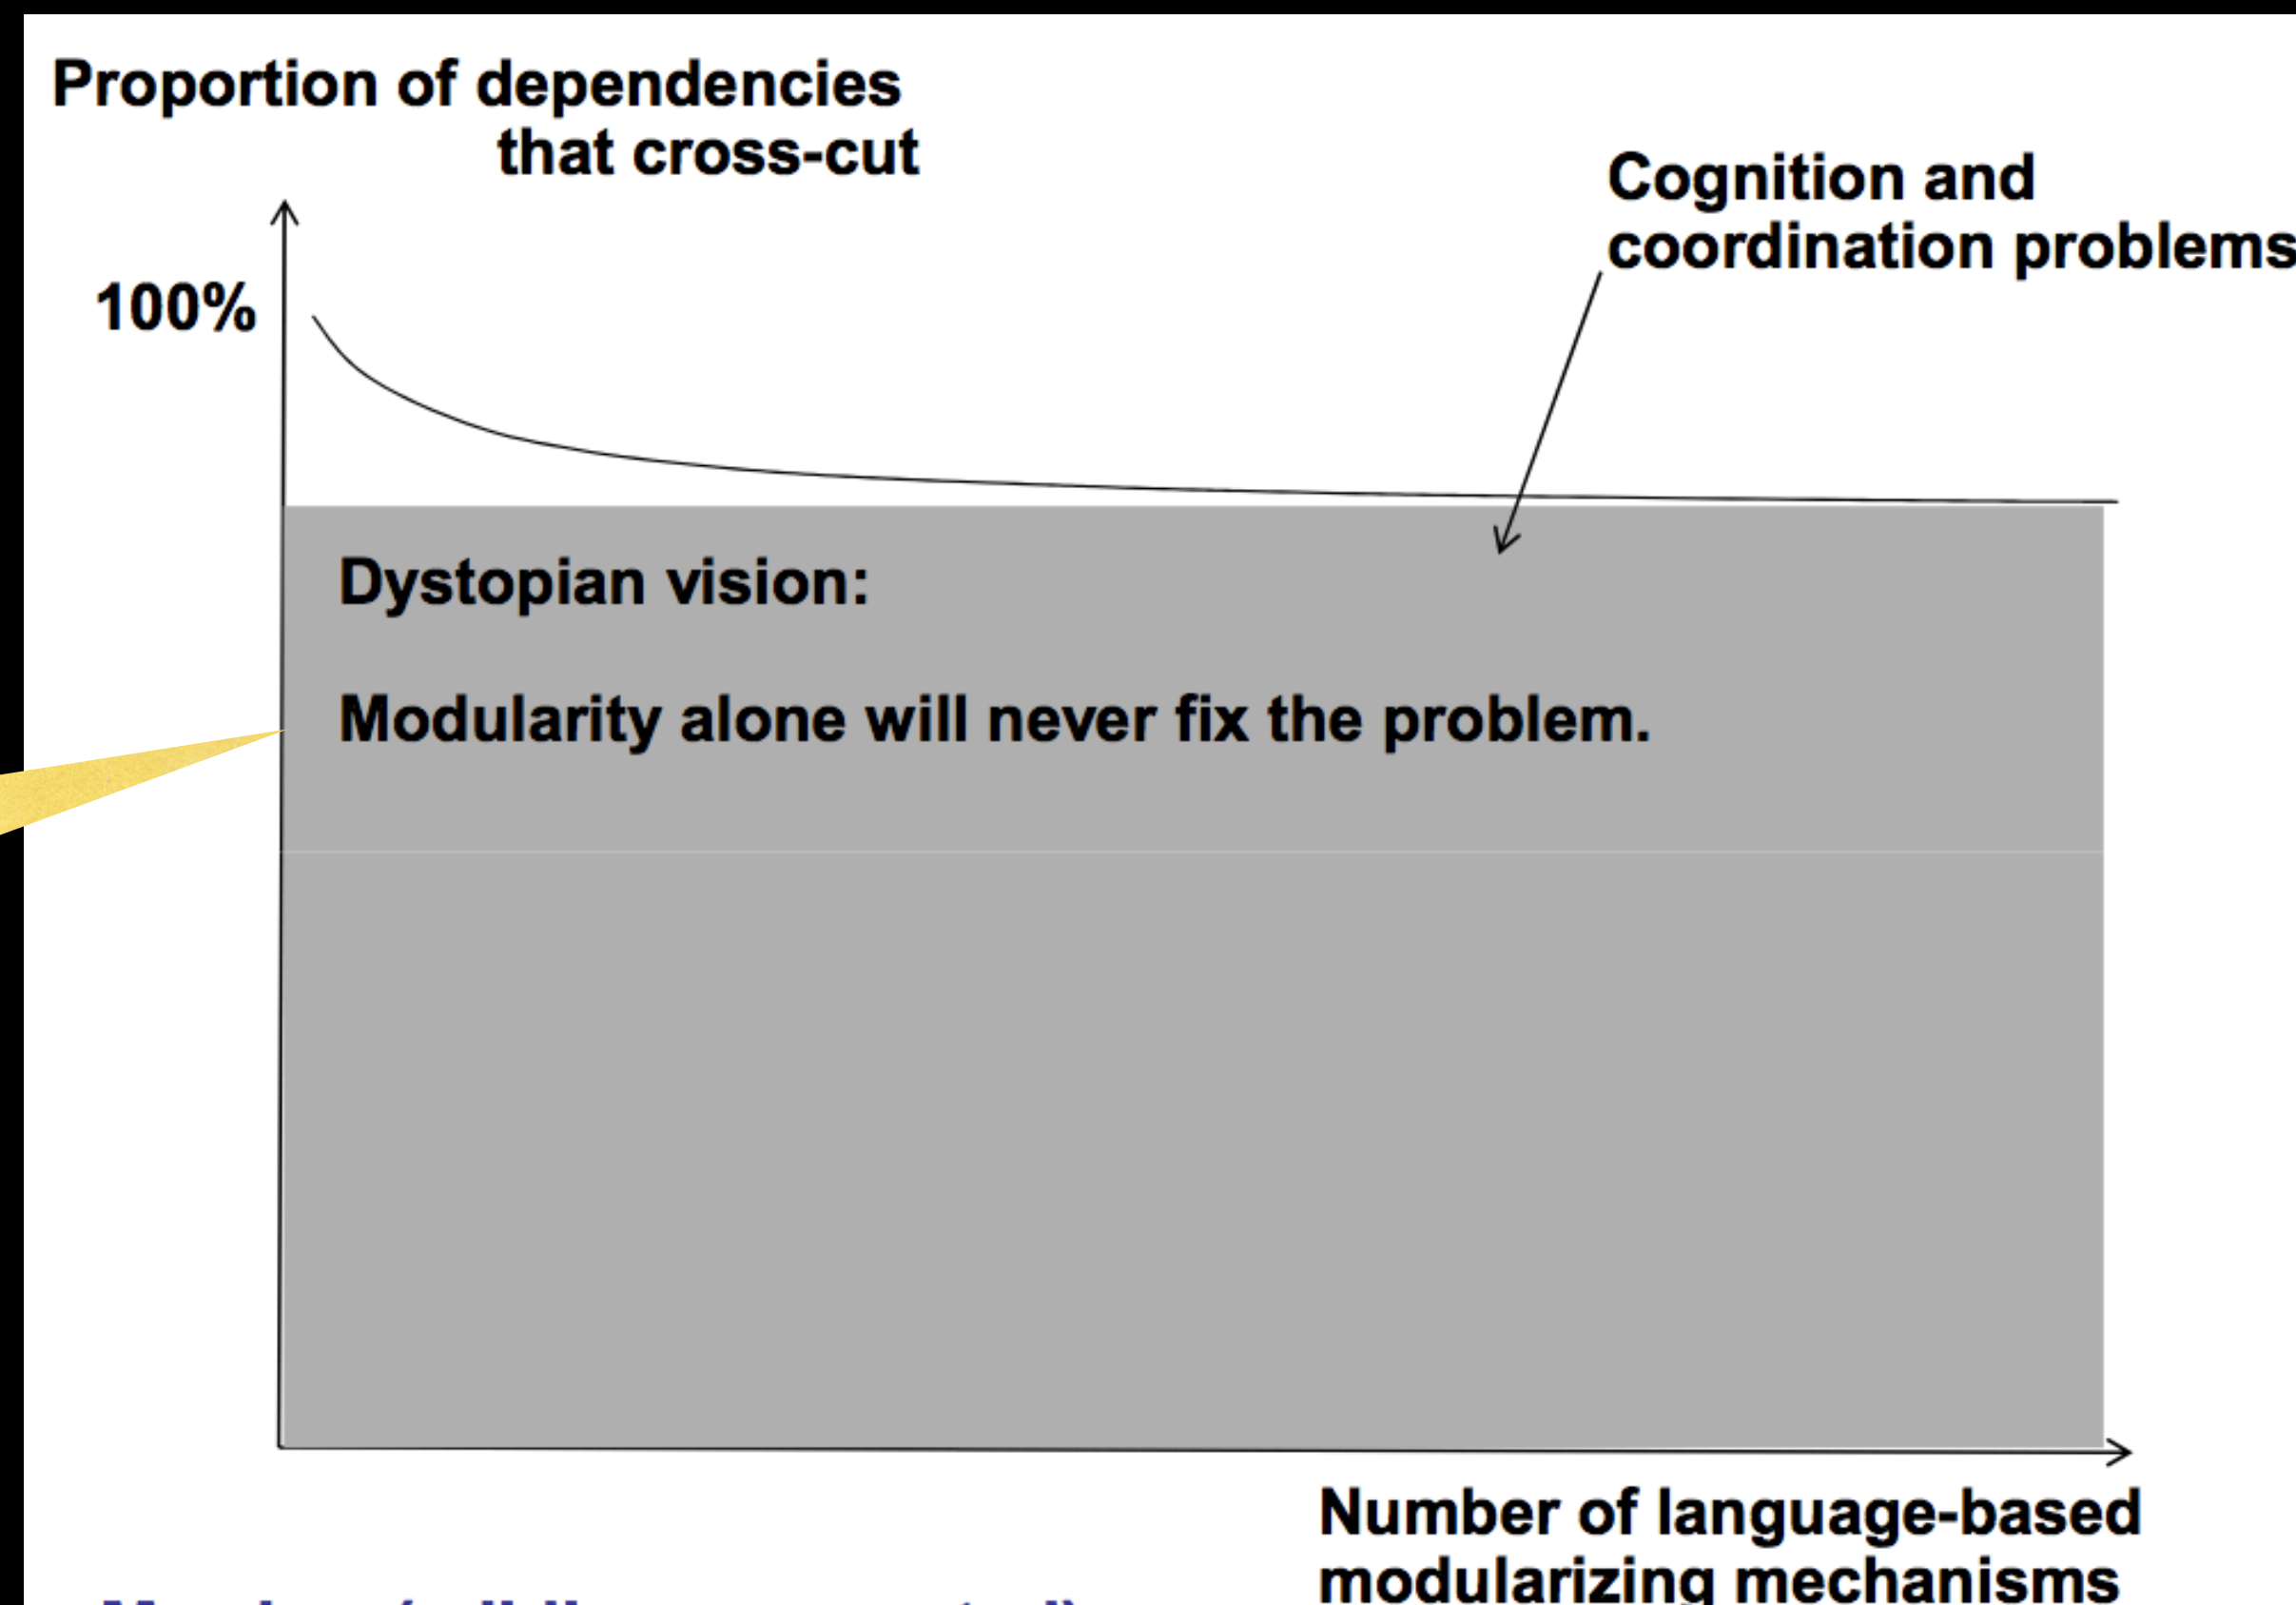 Proportion of dependencies
that cross-cut
Cognition and
coordination problems
100%
Dystopian vision:
Modularity alone will never fix the problem.
Number of language-based
modularizing mechanisms